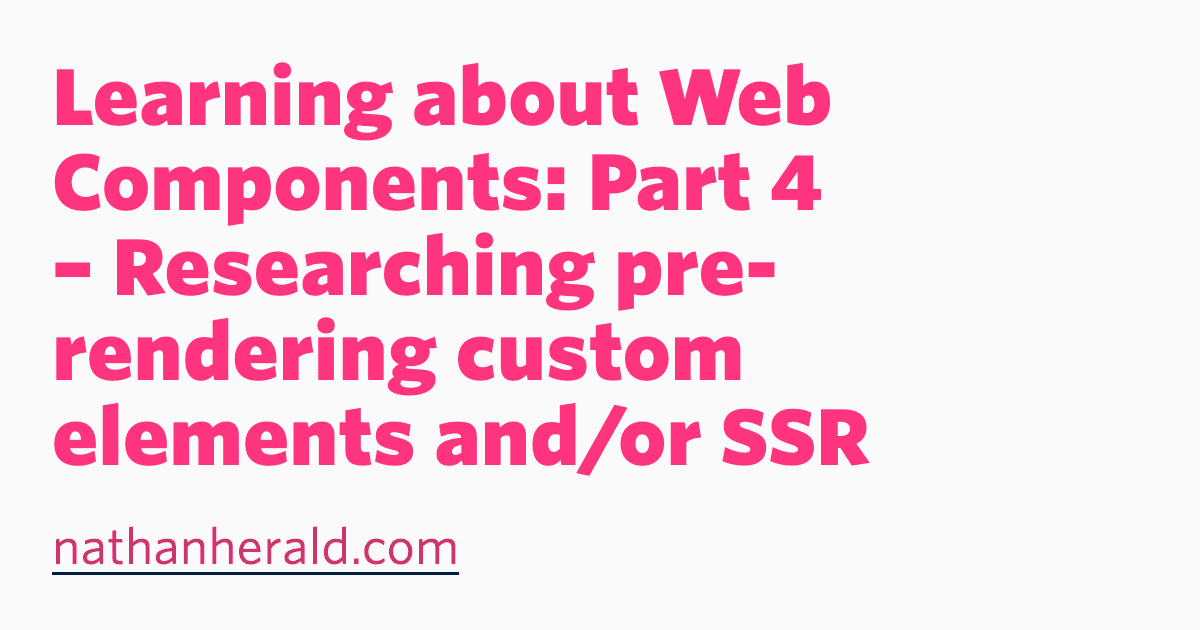 Learning about Web
Components: Part 4
– Researching pre-
rendering custom
elements and/or SSR
nathanherald.com